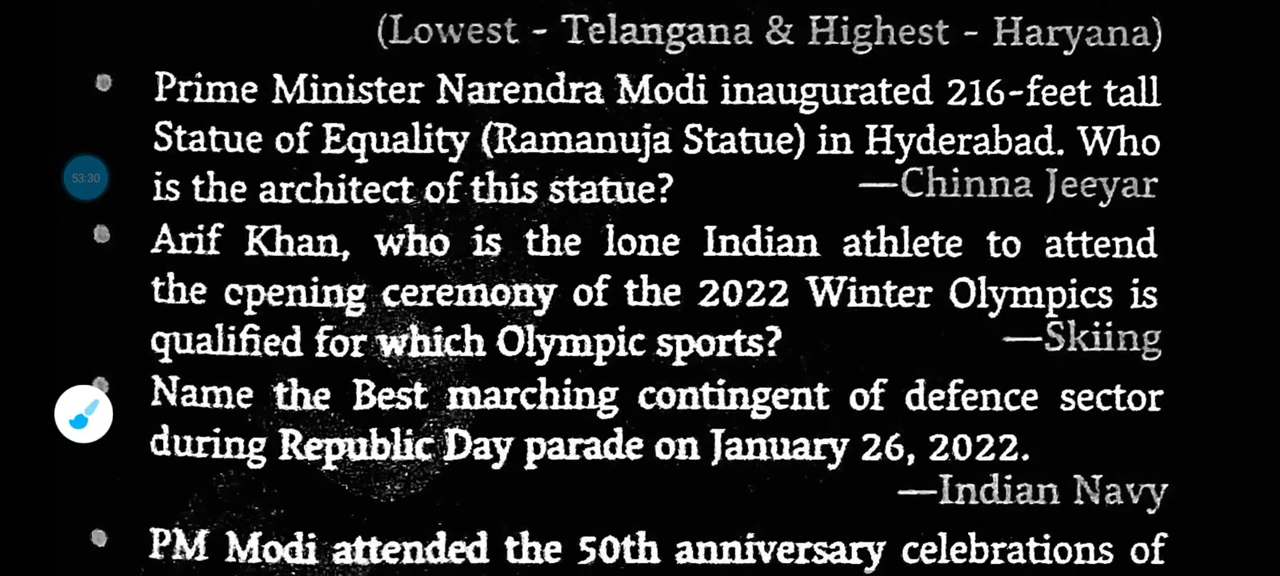 (Lowest - Telangana & Highest - Haryana)
• Prime Minister Narendra Modi inaugurated 216-feet tall
Statue of Equality (Ramanuja Statue) in Hyderabad. Who
53:30
is the architect of this statue? —Chinna Jeeyar
• Arif Khan, who is the lone Indian athlete to attend
the opening ceremony of the 2022 Winter Olympics is
qualified for which Olympic sports? —Skiing
• Name the Best marching contingent of defence sector
during Republic Day parade on January 26, 2022.
—Indian Navy
• PM Modi attended the 50th anniversary celebrations of